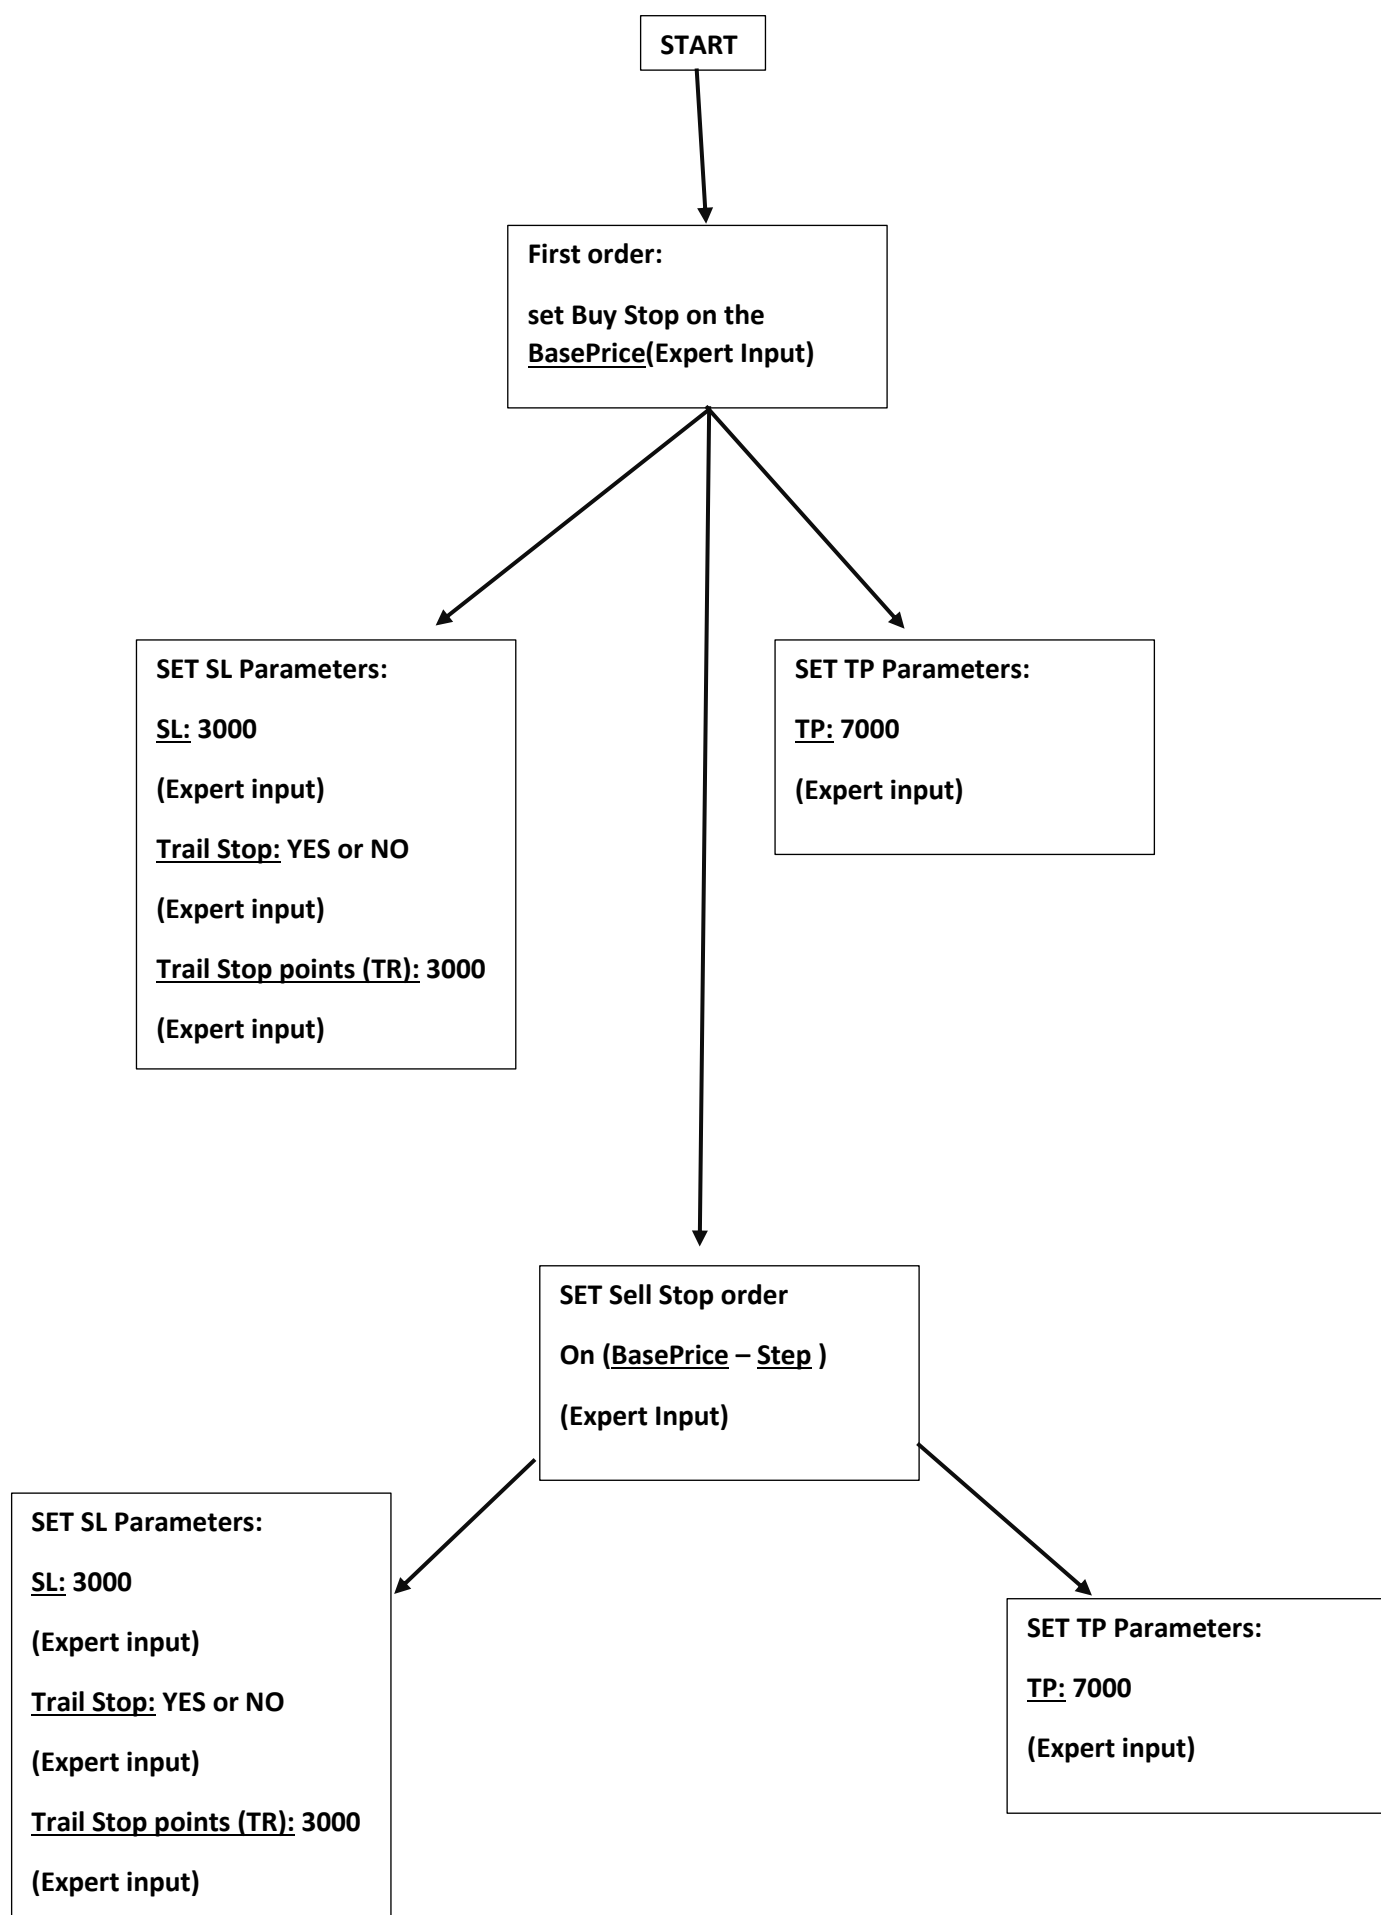 START
First order:
set Buy Stop on the
BasePrice(Expert Input)
SET SL Parameters:
SL: 3000
(Expert input)
Trail Stop: YES or NO
(Expert input)
Trail Stop points (TR): 3000
(Expert input)
SET TP Parameters:
TP: 7000
(Expert input)
SET Sell Stop order
On (BasePrice – Step )
(Expert Input)
SET SL Parameters:
SL: 3000
(Expert input)
Trail Stop: YES or NO
(Expert input)
Trail Stop points (TR): 3000
(Expert input)
SET TP Parameters:
TP: 7000
(Expert input)